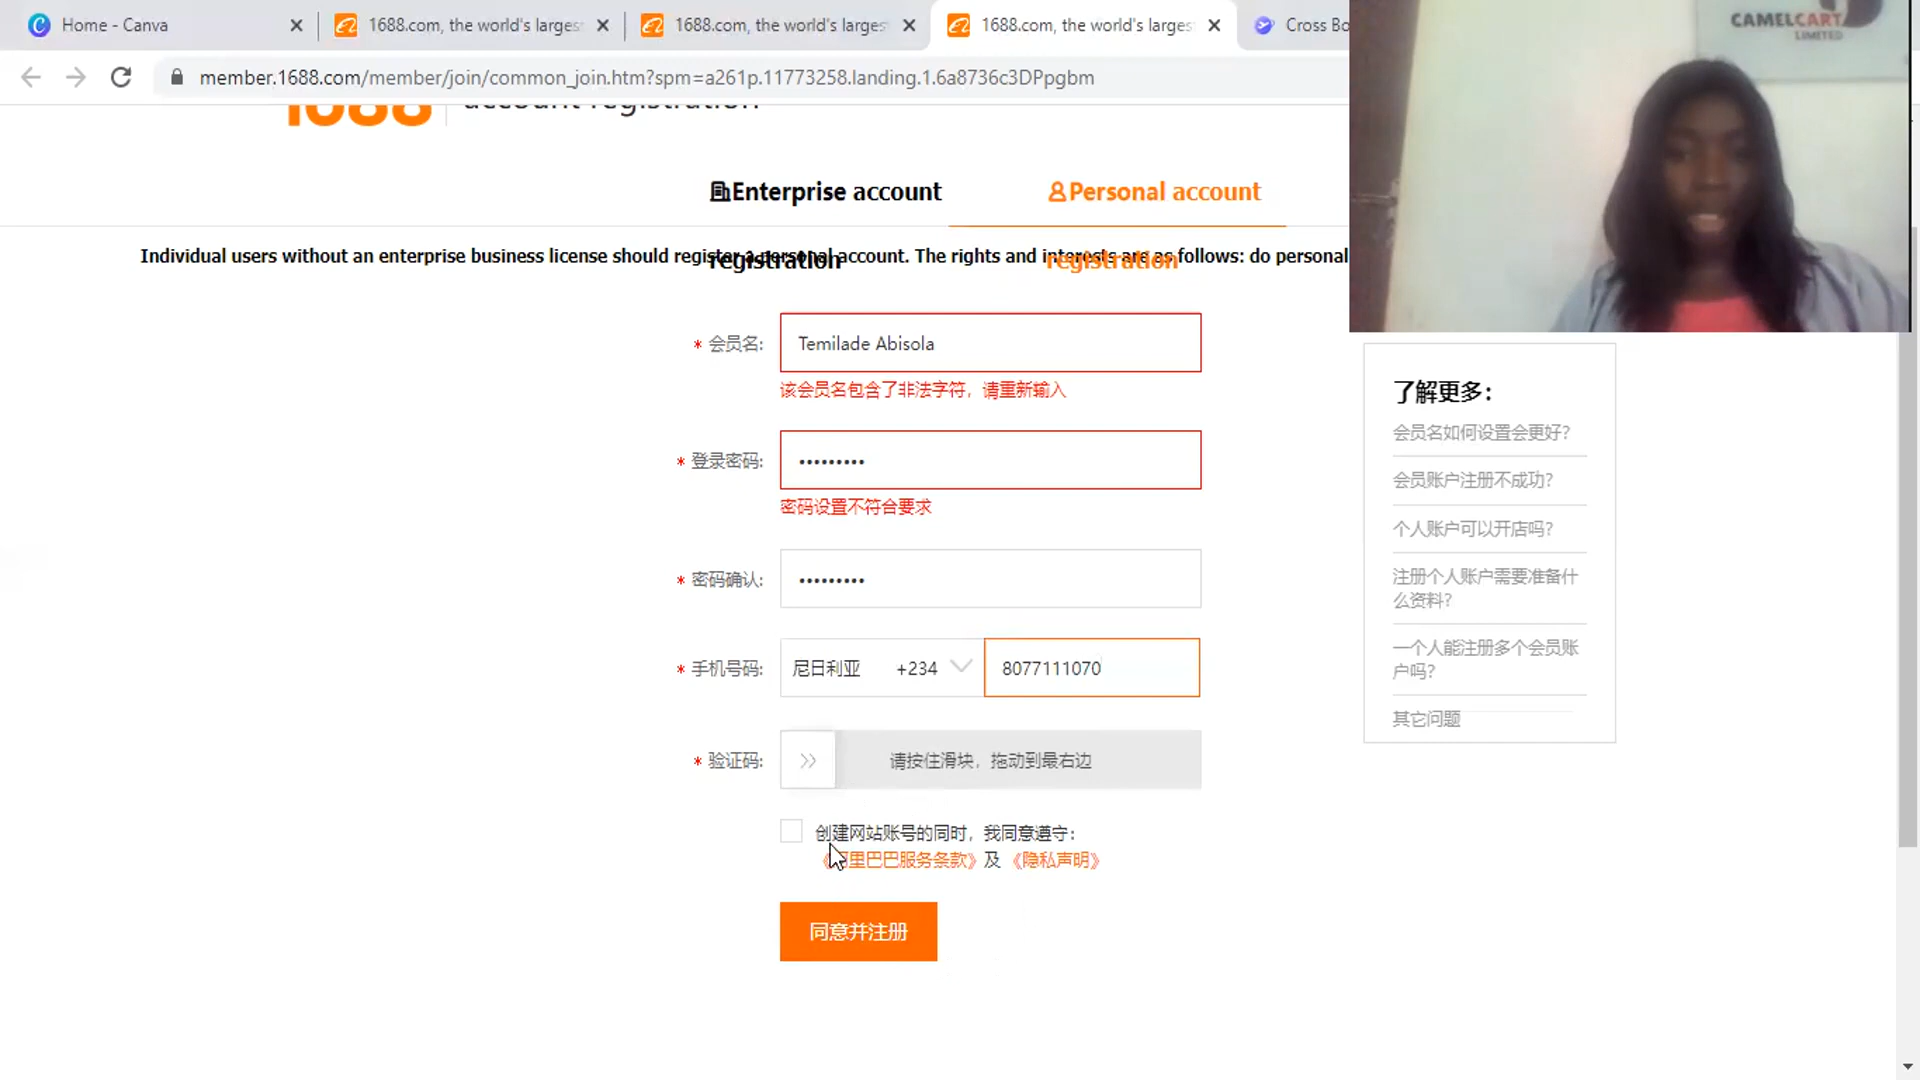 Home - Canva
1688.com, the world's larges
1688.com, the world's larges
1688.com, the world's larges
Cross Bo
member.1688.com/member/join/common_join.htm?spm=a261p.11773258.landing.1.6a8736c3DPpgbm
CAMELCART
LIMITED
1688
account registration
Enterprise account
registration
Personal account
registration
Individual users without an enterprise business license should register a personal account. The rights and interests are as follows: do personal
* 会员名:
Temilade Abisola
该会员名包含了非法字符，请重新输入
* 登录密码:
•••••••••
密码设置不符合要求
* 密码确认:
•••••••••
* 手机号码:
尼日利亚 +234
8077111070
* 验证码:
请按住滑块，拖动到最右边
创建网站账号的同时，我同意遵守：
《阿里巴巴服务条款》及《隐私声明》
同意并注册
了解更多：
会员名如何设置会更好?
会员账户注册不成功?
个人账户可以开店吗?
注册个人账户需要准备什
么资料?
一个人能注册多个会员账
户吗?
其它问题